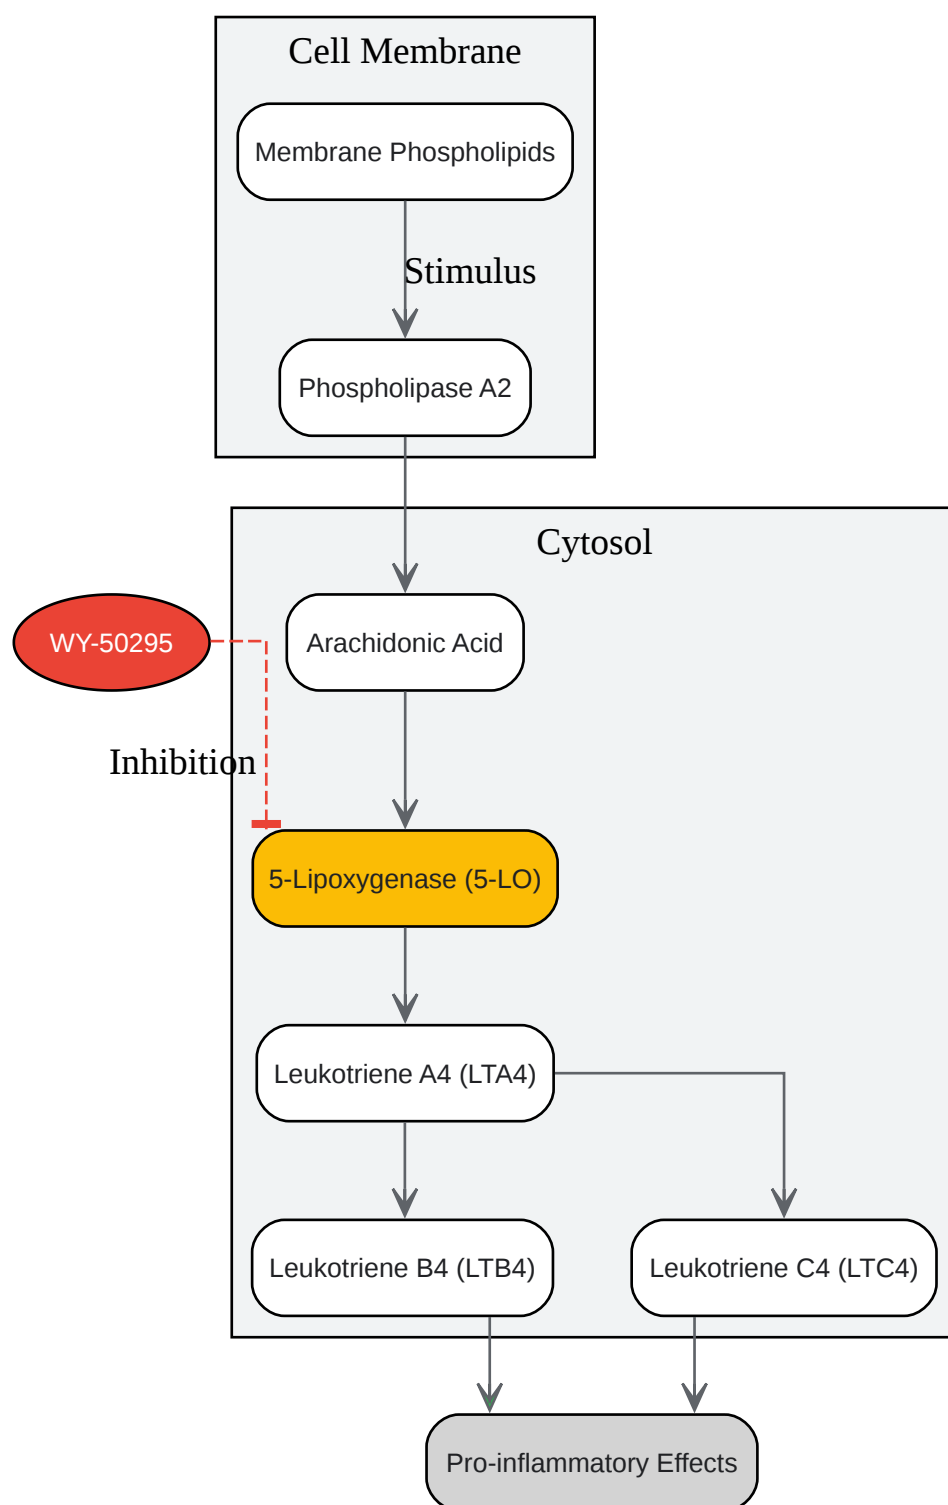 Cell Membrane
Membrane Phospholipids
Stimulus
Phospholipase A2
Cytosol
WY-50295
Arachidonic Acid
Inhibition
5-Lipoxygenase (5-LO)
Leukotriene A4 (LTA4)
Leukotriene B4 (LTB4)
Leukotriene C4 (LTC4)
Pro-inflammatory Effects